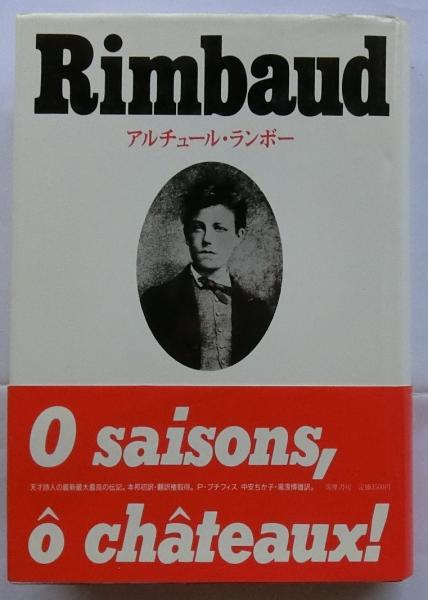 Rimbaud
アルチュール・ランボー
O saisons,
天才詩人の最新最大最高の伝記。本邦初訳・翻訳権取得。 P・プチフィス 中安ちか子・湯浅博雄訳。 筑摩書房 定価3500円
ô châteaux!